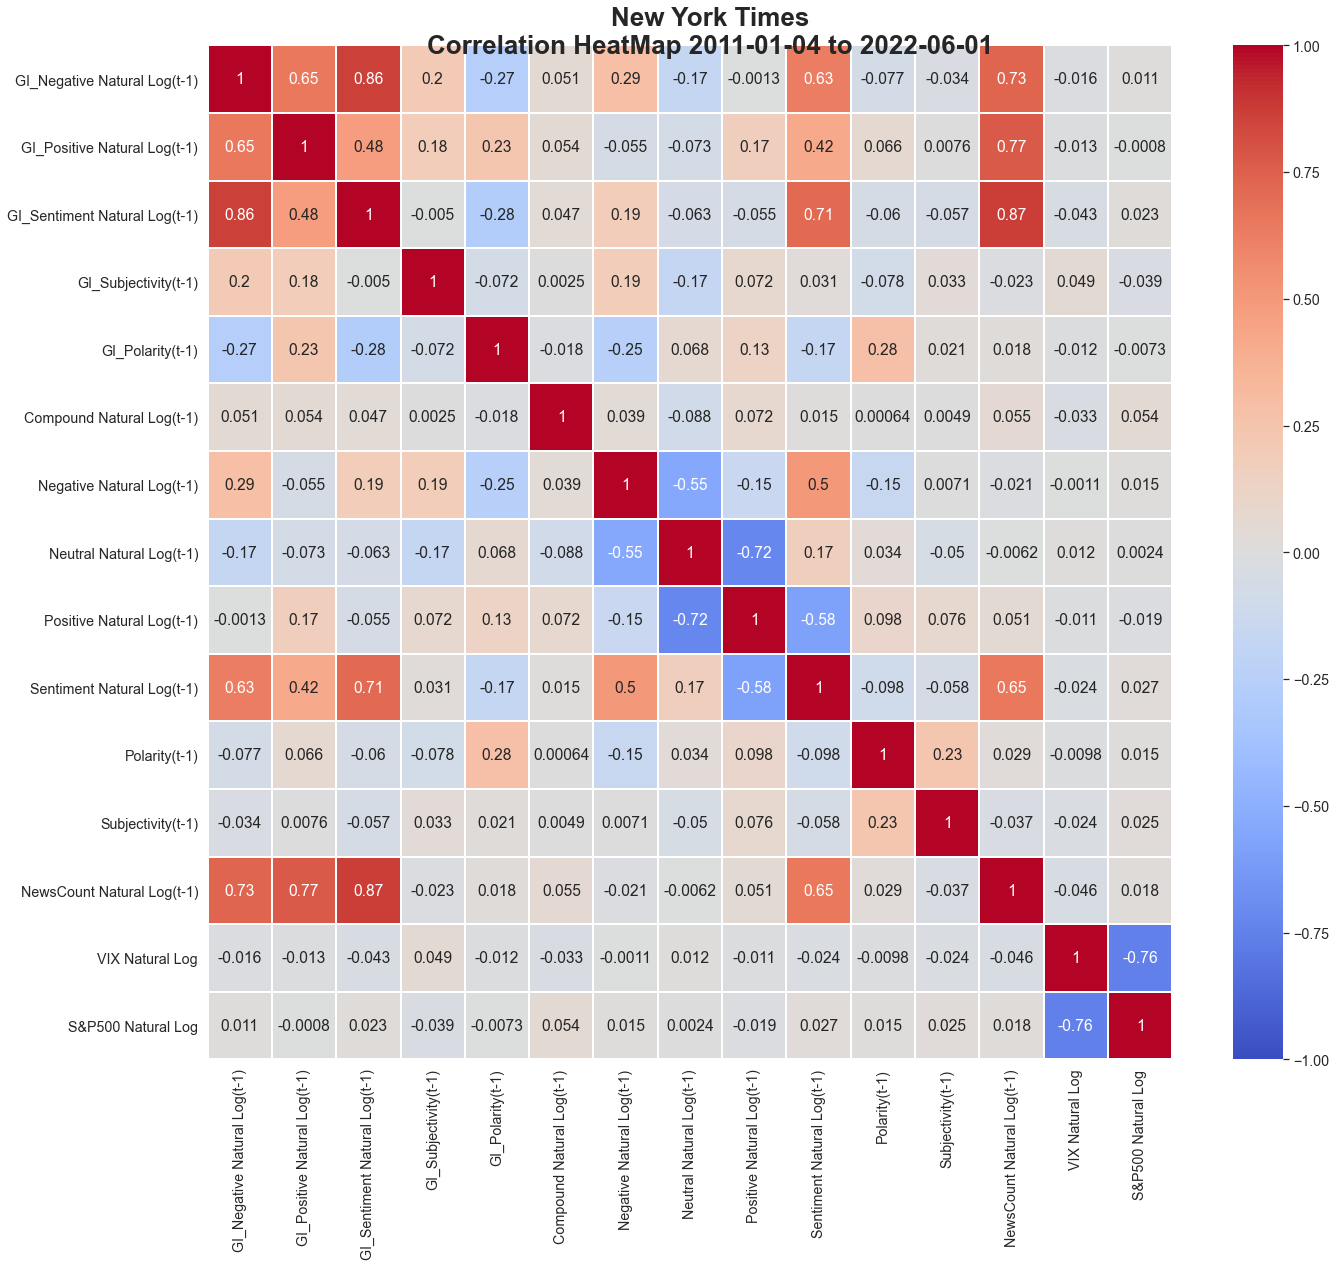 New York Times
Correlation HeatMap 2011-01-04 to 2022-06-01
GI_Negative Natural Log(t-1) 1 0.65 0.86 0.2 -0.27 0.051 0.29 -0.17 -0.0013 0.63 -0.077 -0.034 0.73 -0.016 0.011
GI_Positive Natural Log(t-1) 0.65 1 0.48 0.18 0.23 0.054 -0.055 -0.073 0.17 0.42 0.066 0.0076 0.77 -0.013 -0.0008
GI_Sentiment Natural Log(t-1) 0.86 0.48 1 -0.005 -0.28 0.047 0.19 -0.063 -0.055 0.71 -0.06 -0.057 0.87 -0.043 0.023
GI_Subjectivity(t-1) 0.2 0.18 -0.005 1 -0.072 0.0025 0.19 -0.17 0.072 0.031 -0.078 0.033 -0.023 0.049 -0.039
GI_Polarity(t-1) -0.27 0.23 -0.28 -0.072 1 -0.018 -0.25 0.068 0.13 -0.17 0.28 0.021 0.018 -0.012 -0.0073
Compound Natural Log(t-1) 0.051 0.054 0.047 0.0025 -0.018 1 0.039 -0.088 0.072 0.015 0.00064 0.0049 0.055 -0.033 0.054
Negative Natural Log(t-1) 0.29 -0.055 0.19 0.19 -0.25 0.039 1 -0.55 -0.15 0.5 -0.15 0.0071 -0.021 -0.0011 0.015
Neutral Natural Log(t-1) -0.17 -0.073 -0.063 -0.17 0.068 -0.088 -0.55 1 -0.72 0.17 0.034 -0.05 -0.0062 0.012 0.0024
Positive Natural Log(t-1) -0.0013 0.17 -0.055 0.072 0.13 0.072 -0.15 -0.72 1 -0.58 0.098 0.076 0.051 -0.011 -0.019
Sentiment Natural Log(t-1) 0.63 0.42 0.71 0.031 -0.17 0.015 0.5 0.17 -0.58 1 -0.098 -0.058 0.65 -0.024 0.027
Polarity(t-1) -0.077 0.066 -0.06 -0.078 0.28 0.00064 -0.15 0.034 0.098 -0.098 1 0.23 0.029 -0.0098 0.015
Subjectivity(t-1) -0.034 0.0076 -0.057 0.033 0.021 0.0049 0.0071 -0.05 0.076 -0.058 0.23 1 -0.037 -0.024 0.025
NewsCount Natural Log(t-1) 0.73 0.77 0.87 -0.023 0.018 0.055 -0.021 -0.0062 0.051 0.65 0.029 -0.037 1 -0.046 0.018
VIX Natural Log -0.016 -0.013 -0.043 0.049 -0.012 -0.033 -0.0011 0.012 -0.011 -0.024 -0.0098 -0.024 -0.046 1 -0.76
S&P500 Natural Log 0.011 -0.0008 0.023 -0.039 -0.0073 0.054 0.015 0.0024 -0.019 0.027 0.015 0.025 0.018 -0.76 1
GI_Negative Natural Log(t-1)
GI_Positive Natural Log(t-1)
GI_Sentiment Natural Log(t-1)
GI_Subjectivity(t-1)
GI_Polarity(t-1)
Compound Natural Log(t-1)
Negative Natural Log(t-1)
Neutral Natural Log(t-1)
Positive Natural Log(t-1)
Sentiment Natural Log(t-1)
Polarity(t-1)
Subjectivity(t-1)
NewsCount Natural Log(t-1)
VIX Natural Log
S&P500 Natural Log
1.00
0.75
0.50
0.25
0.00
−0.25
−0.50
−0.75
−1.00